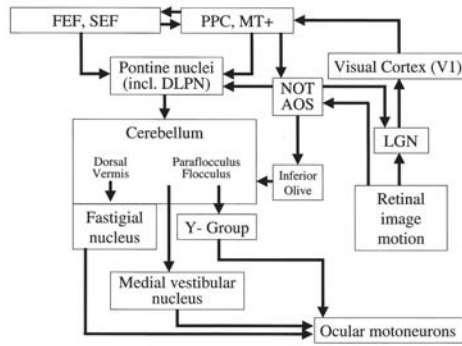 FEF, SEF
PPC, MT+
Visual Cortex (V1)
Pontine nuclei
(incl. DLPN)
NOT
AOS
LGN
Cerebellum
Dorsal
Vermis
Paraflocculus
Flocculus
Inferior
Olive
Retinal
image
motion
Fastigial
nucleus
Y- Group
Medial vestibular
nucleus
Ocular motoneurons